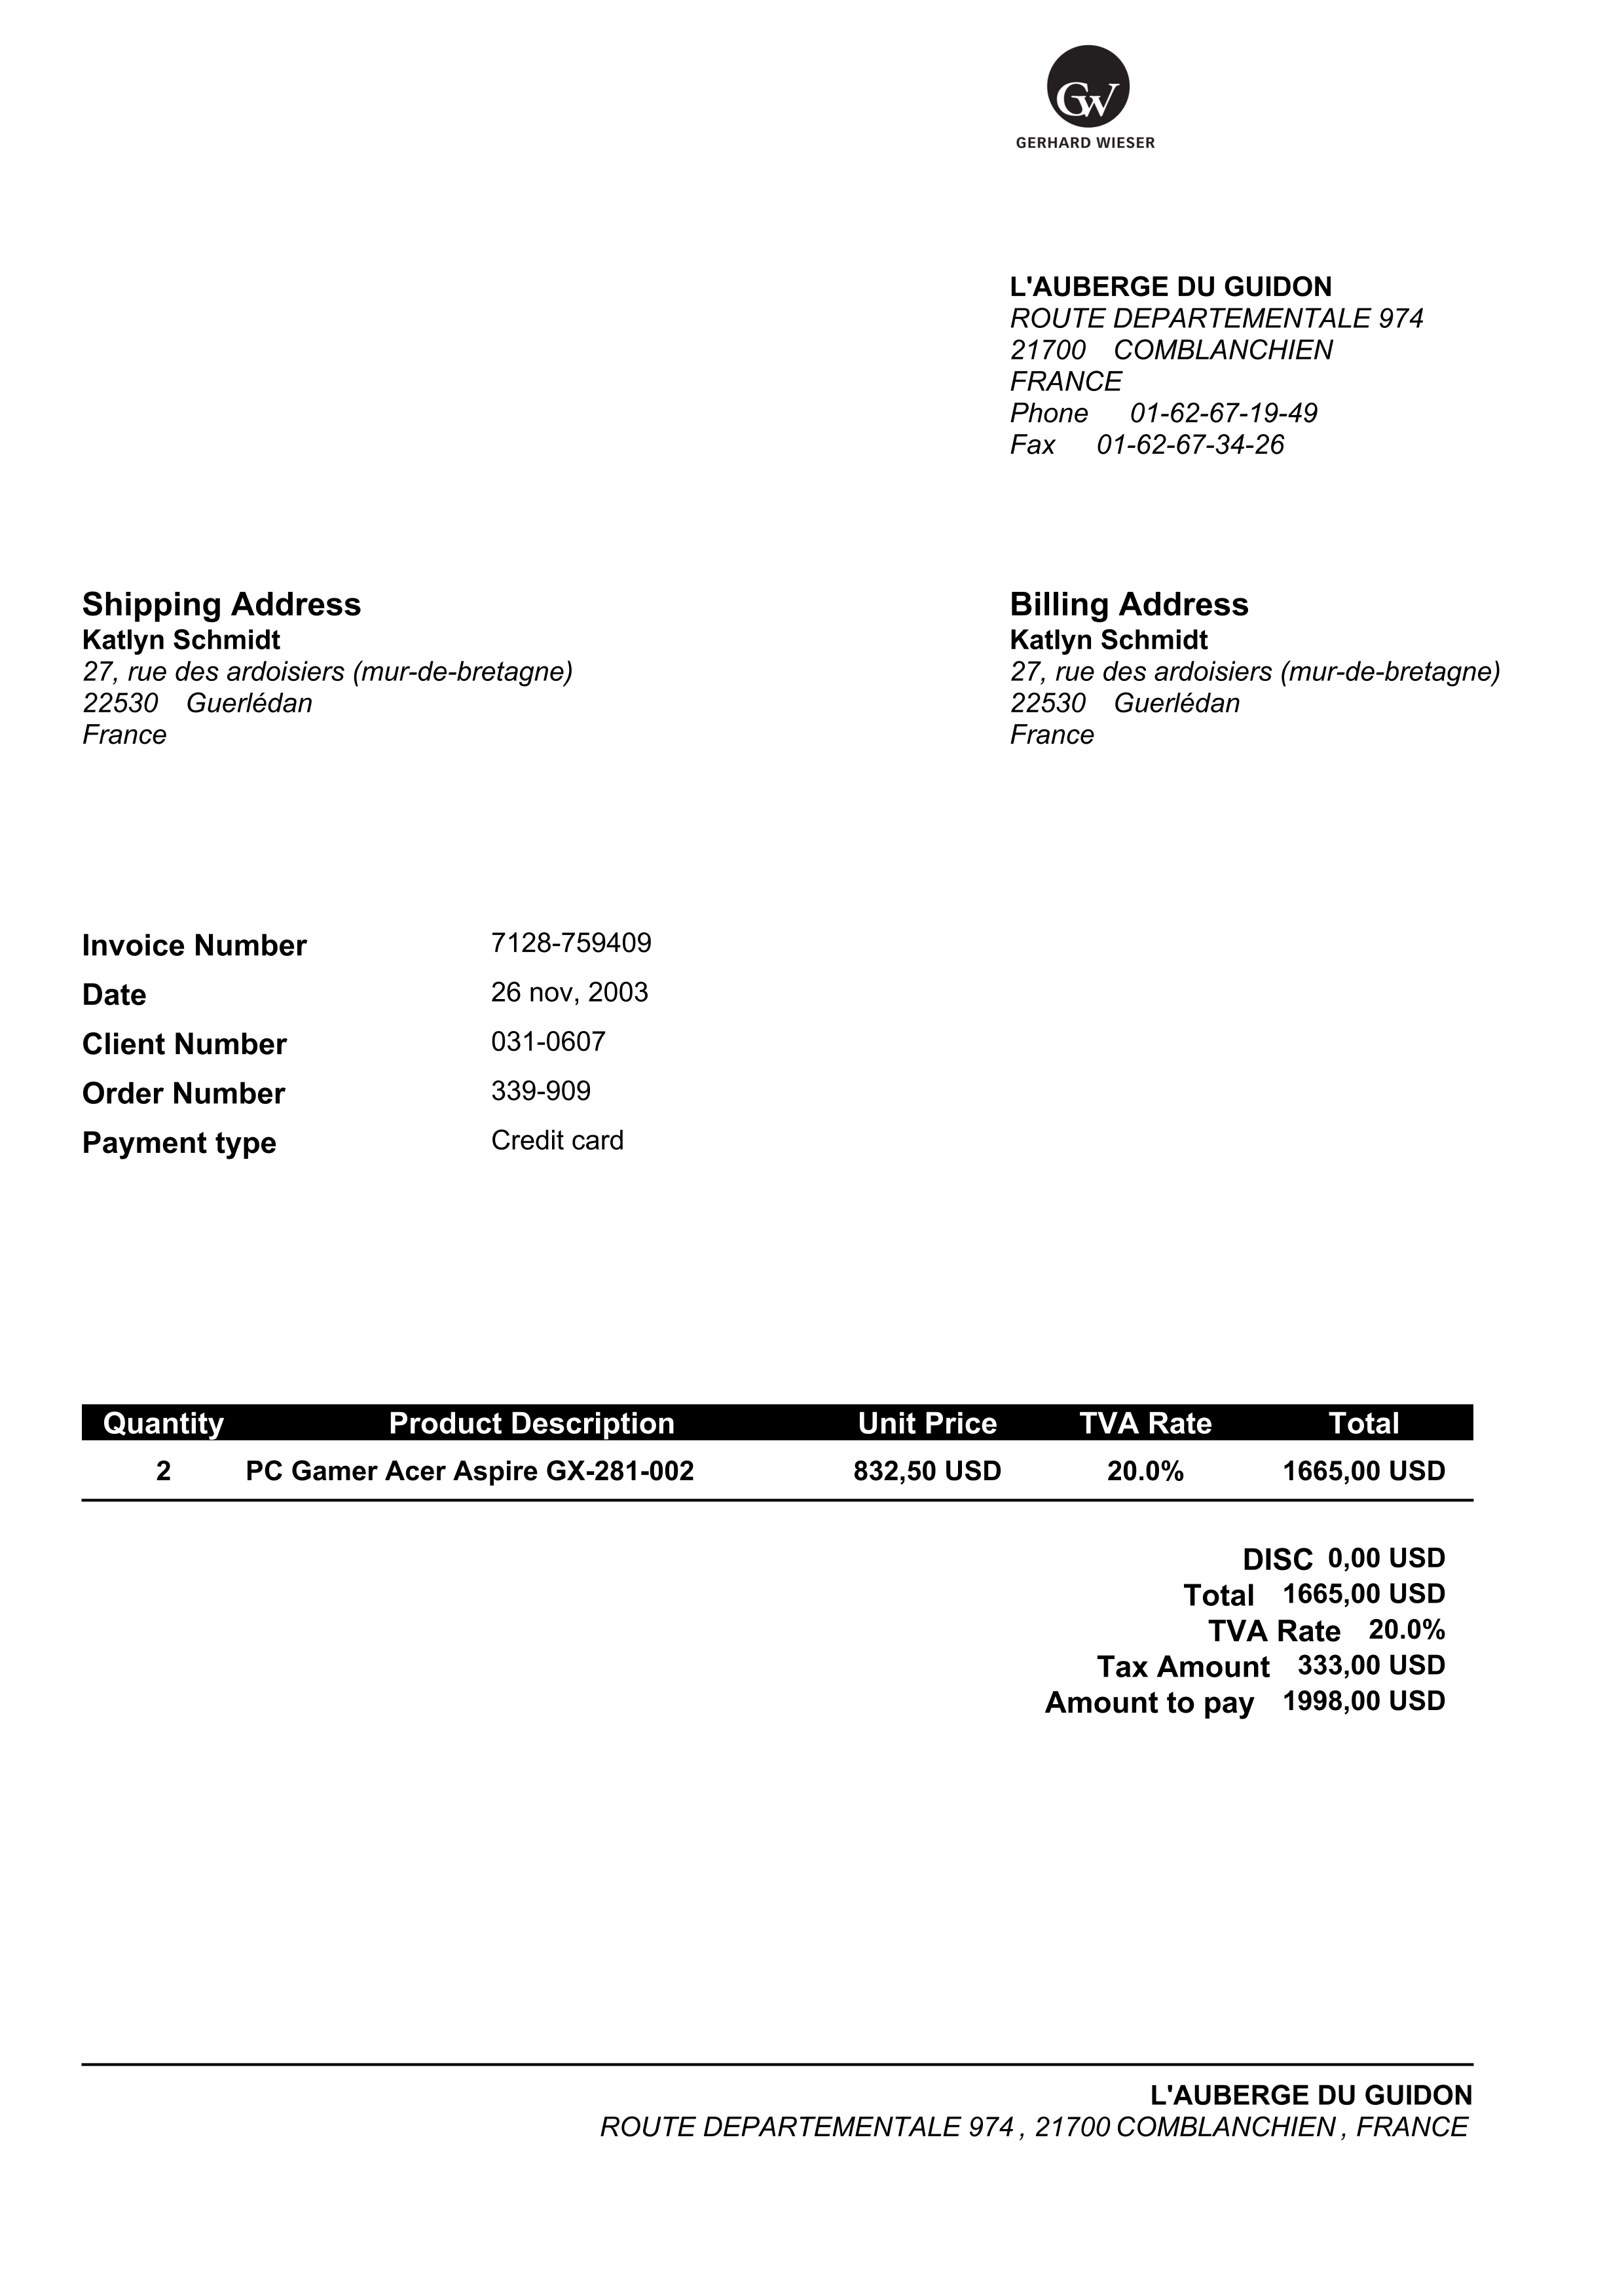 GW
GERHARD WIESER
L'AUBERGE DU GUIDON
ROUTE DEPARTEMENTALE 974
21700 COMBLANCHIEN
FRANCE
Phone 01-62-67-19-49
Fax 01-62-67-34-26
Shipping Address
Katlyn Schmidt
27, rue des ardoisiers (mur-de-bretagne)
22530 Guerlédan
France
Billing Address
Katlyn Schmidt
27, rue des ardoisiers (mur-de-bretagne)
22530 Guerlédan
France
Invoice Number 7128-759409
Date 26 nov, 2003
Client Number 031-0607
Order Number 339-909
Payment type Credit card
Quantity Product Description Unit Price TVA Rate Total
2 PC Gamer Acer Aspire GX-281-002 832,50 USD 20.0% 1665,00 USD
DISC 0,00 USD
Total 1665,00 USD
TVA Rate 20.0%
Tax Amount 333,00 USD
Amount to pay 1998,00 USD
L'AUBERGE DU GUIDON
ROUTE DEPARTEMENTALE 974 , 21700 COMBLANCHIEN , FRANCE